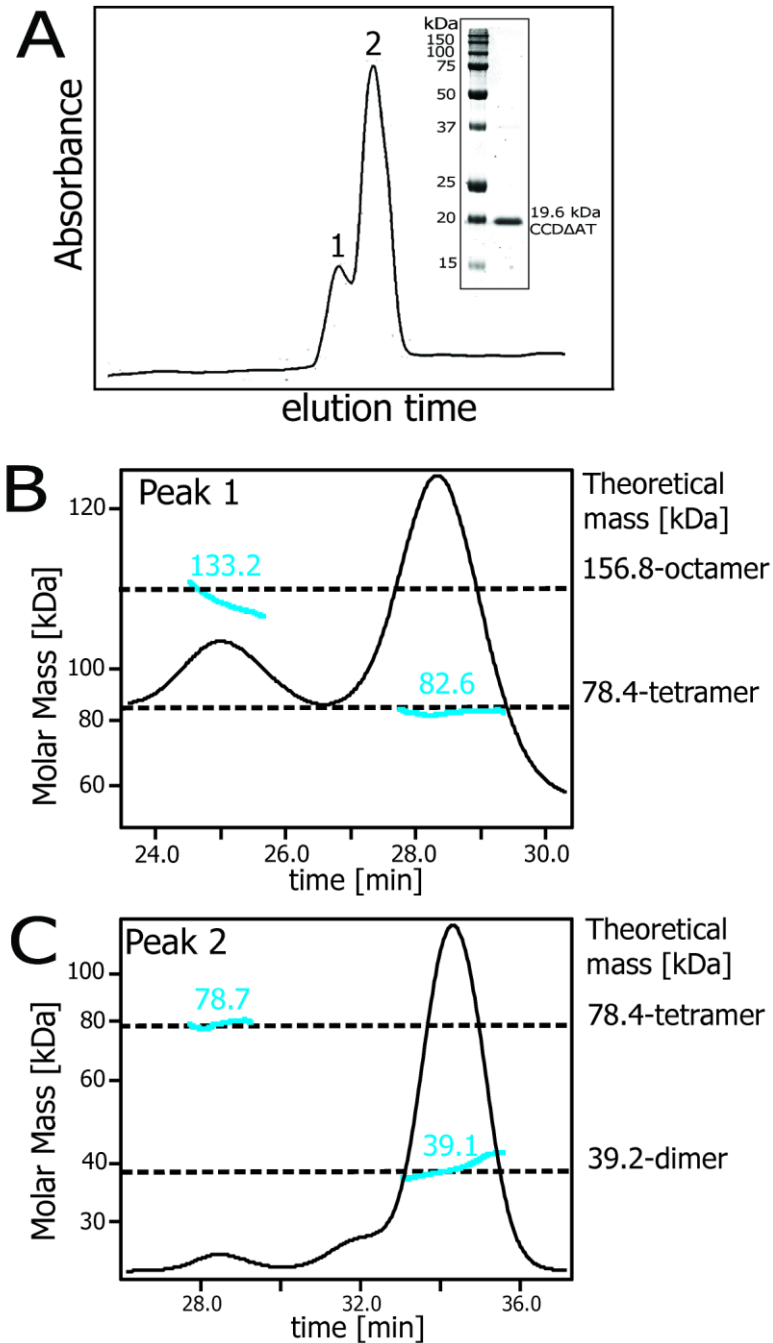 A
Absorbance
1
2
kDa
150
100
75
50
37
25
20
15
19.6 kDa
CCDΔAT
elution time
B
Peak 1
Molar Mass [kDa]
120
100
80
60
133.2
82.6
Theoretical
mass [kDa]
156.8-octamer
78.4-tetramer
24.0 26.0 28.0 30.0
time [min]
C
Peak 2
Molar Mass [kDa]
100
80
60
40
30
78.7
39.1
Theoretical
mass [kDa]
78.4-tetramer
39.2-dimer
28.0 32.0 36.0
time [min]